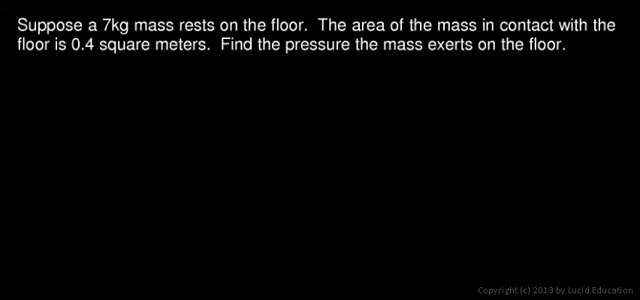 Suppose a 7kg mass rests on the floor.  The area of the mass in contact with the
floor is 0.4 square meters.  Find the pressure the mass exerts on the floor.
Copyright (c) 2013 by Lucid Education